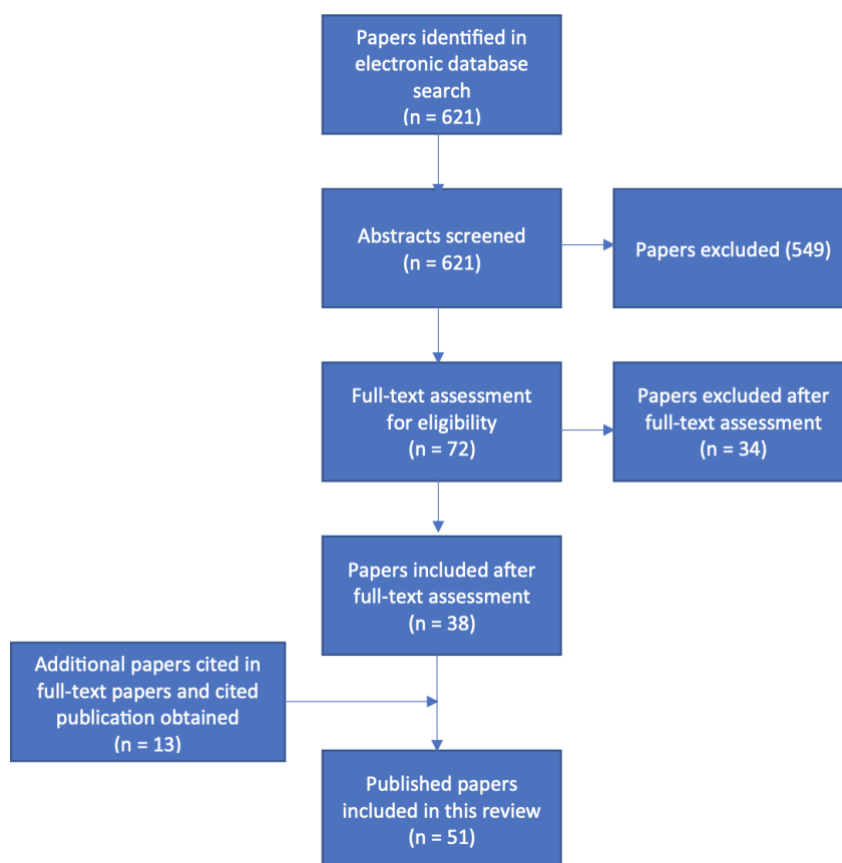 Papers identified in
electronic database
search
(n = 621)
Abstracts screened
(n = 621)
Papers excluded (549)
Full-text assessment
for eligibility
(n = 72)
Papers excluded after
full-text assessment
(n = 34)
Papers included after
full-text assessment
(n = 38)
Additional papers cited in
full-text papers and cited
publication obtained
(n = 13)
Published papers
included in this review
(n = 51)